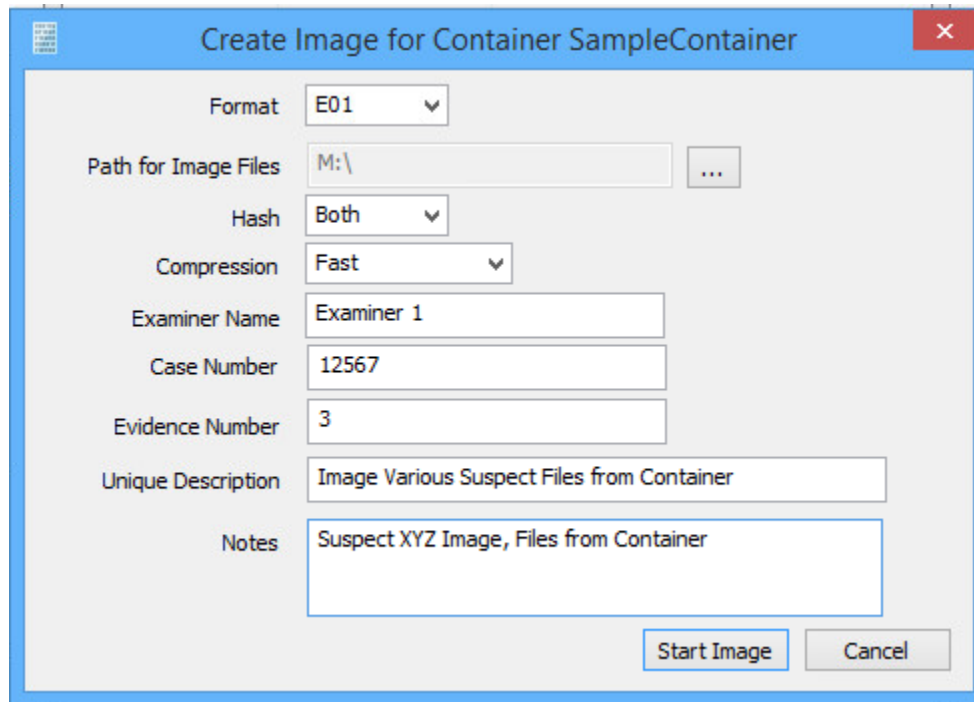 Create Image for Container SampleContainer
Format E01
Path for Image Files M:\ ...
Hash Both
Compression Fast
Examiner Name Examiner 1
Case Number 12567
Evidence Number 3
Unique Description Image Various Suspect Files from Container
Notes Suspect XYZ Image, Files from Container
Start Image Cancel